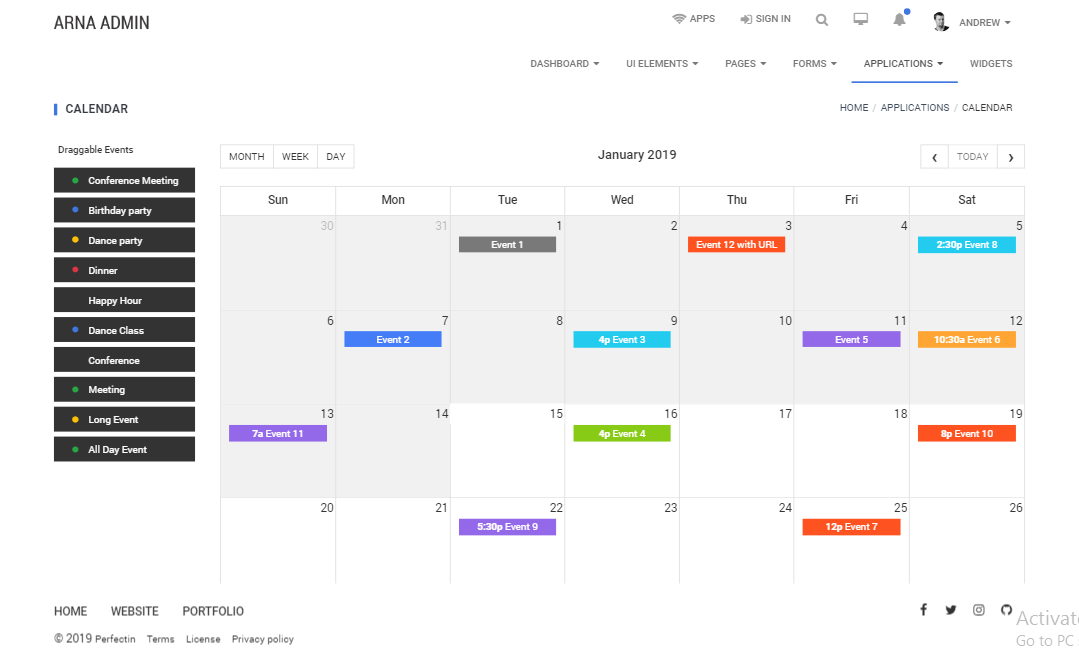 ARNA ADMIN
APPS SIGN IN ANDREW
DASHBOARD UI ELEMENTS PAGES FORMS APPLICATIONS WIDGETS
CALENDAR
HOME / APPLICATIONS / CALENDAR
Draggable Events
Conference Meeting
Birthday party
Dance party
Dinner
Happy Hour
Dance Class
Conference
Meeting
Long Event
All Day Event
MONTH WEEK DAY
January 2019
TODAY
Sun Mon Tue Wed Thu Fri Sat
30 31 1 2 3 4 5
Event 1 Event 12 with URL 2:30p Event 8
6 7 8 9 10 11 12
Event 2 4p Event 3 Event 5 10:30a Event 6
13 14 15 16 17 18 19
7a Event 11 4p Event 4 8p Event 10
20 21 22 23 24 25 26
5:30p Event 9 12p Event 7
HOME WEBSITE PORTFOLIO
© 2019 Perfectin Terms License Privacy policy
Activate
Go to PC